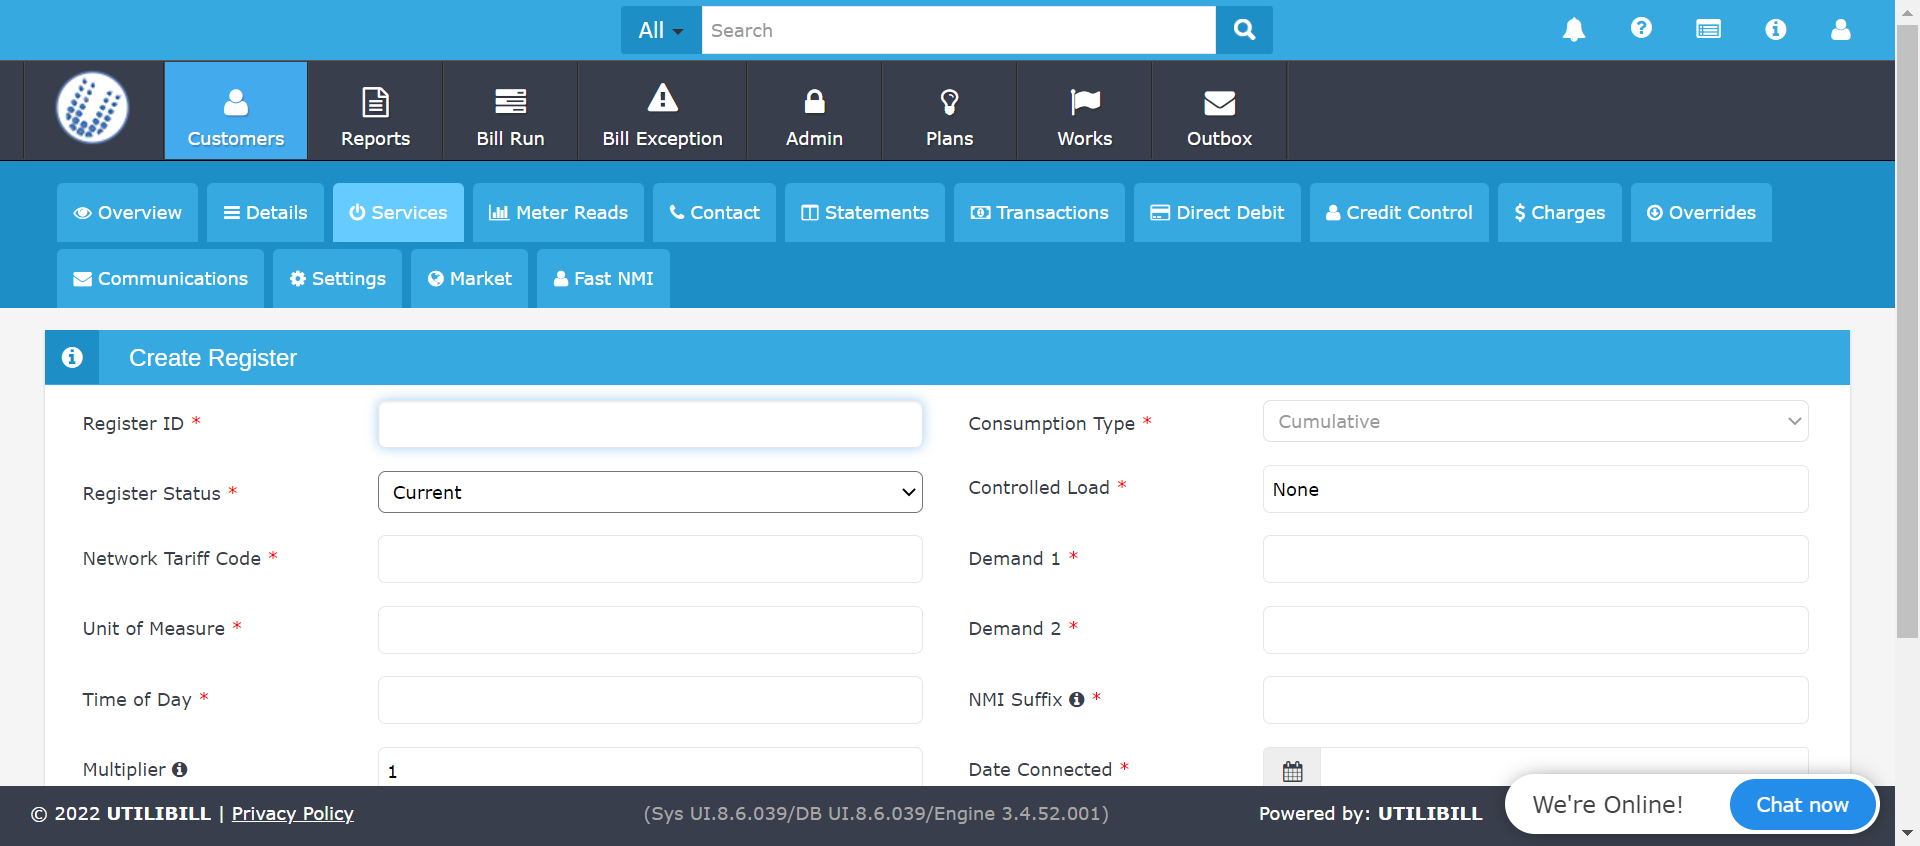 All Search
Customers Reports Bill Run Bill Exception Admin Plans Works Outbox
Overview Details Services Meter Reads Contact Statements Transactions Direct Debit Credit Control $ Charges Overrides
Communications Settings Market Fast NMI
Create Register
Register ID * Consumption Type * Cumulative
Register Status * Current Controlled Load * None
Network Tariff Code * Demand 1 *
Unit of Measure * Demand 2 *
Time of Day * NMI Suffix *
Multiplier 1 Date Connected *
© 2022 UTILIBILL | Privacy Policy (Sys UI.8.6.039/DB UI.8.6.039/Engine 3.4.52.001) Powered by: UTILIBILL We're Online! Chat now